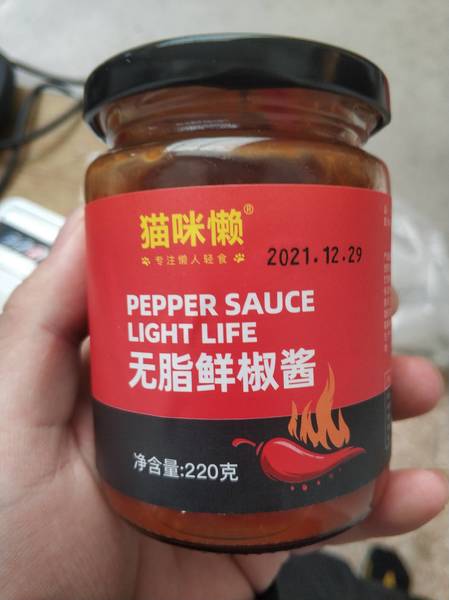 猫咪懒®
专注懒人轻食
2021.12.29
PEPPER SAUCE
LIGHT LIFE
无脂鲜椒酱
净含量:220克